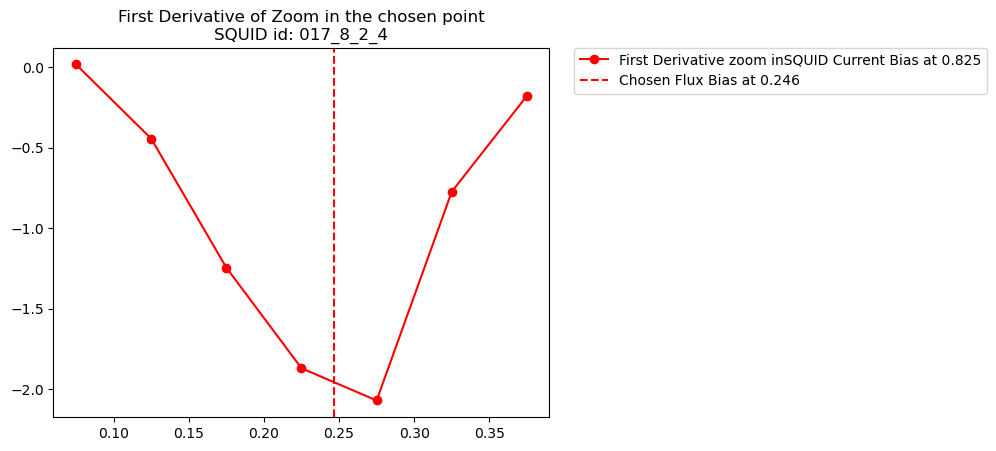 First Derivative of Zoom in the chosen point
SQUID id: 017_8_2_4
First Derivative zoom inSQUID Current Bias at 0.825
Chosen Flux Bias at 0.246
0.0
−0.5
−1.0
−1.5
−2.0
0.10 0.15 0.20 0.25 0.30 0.35